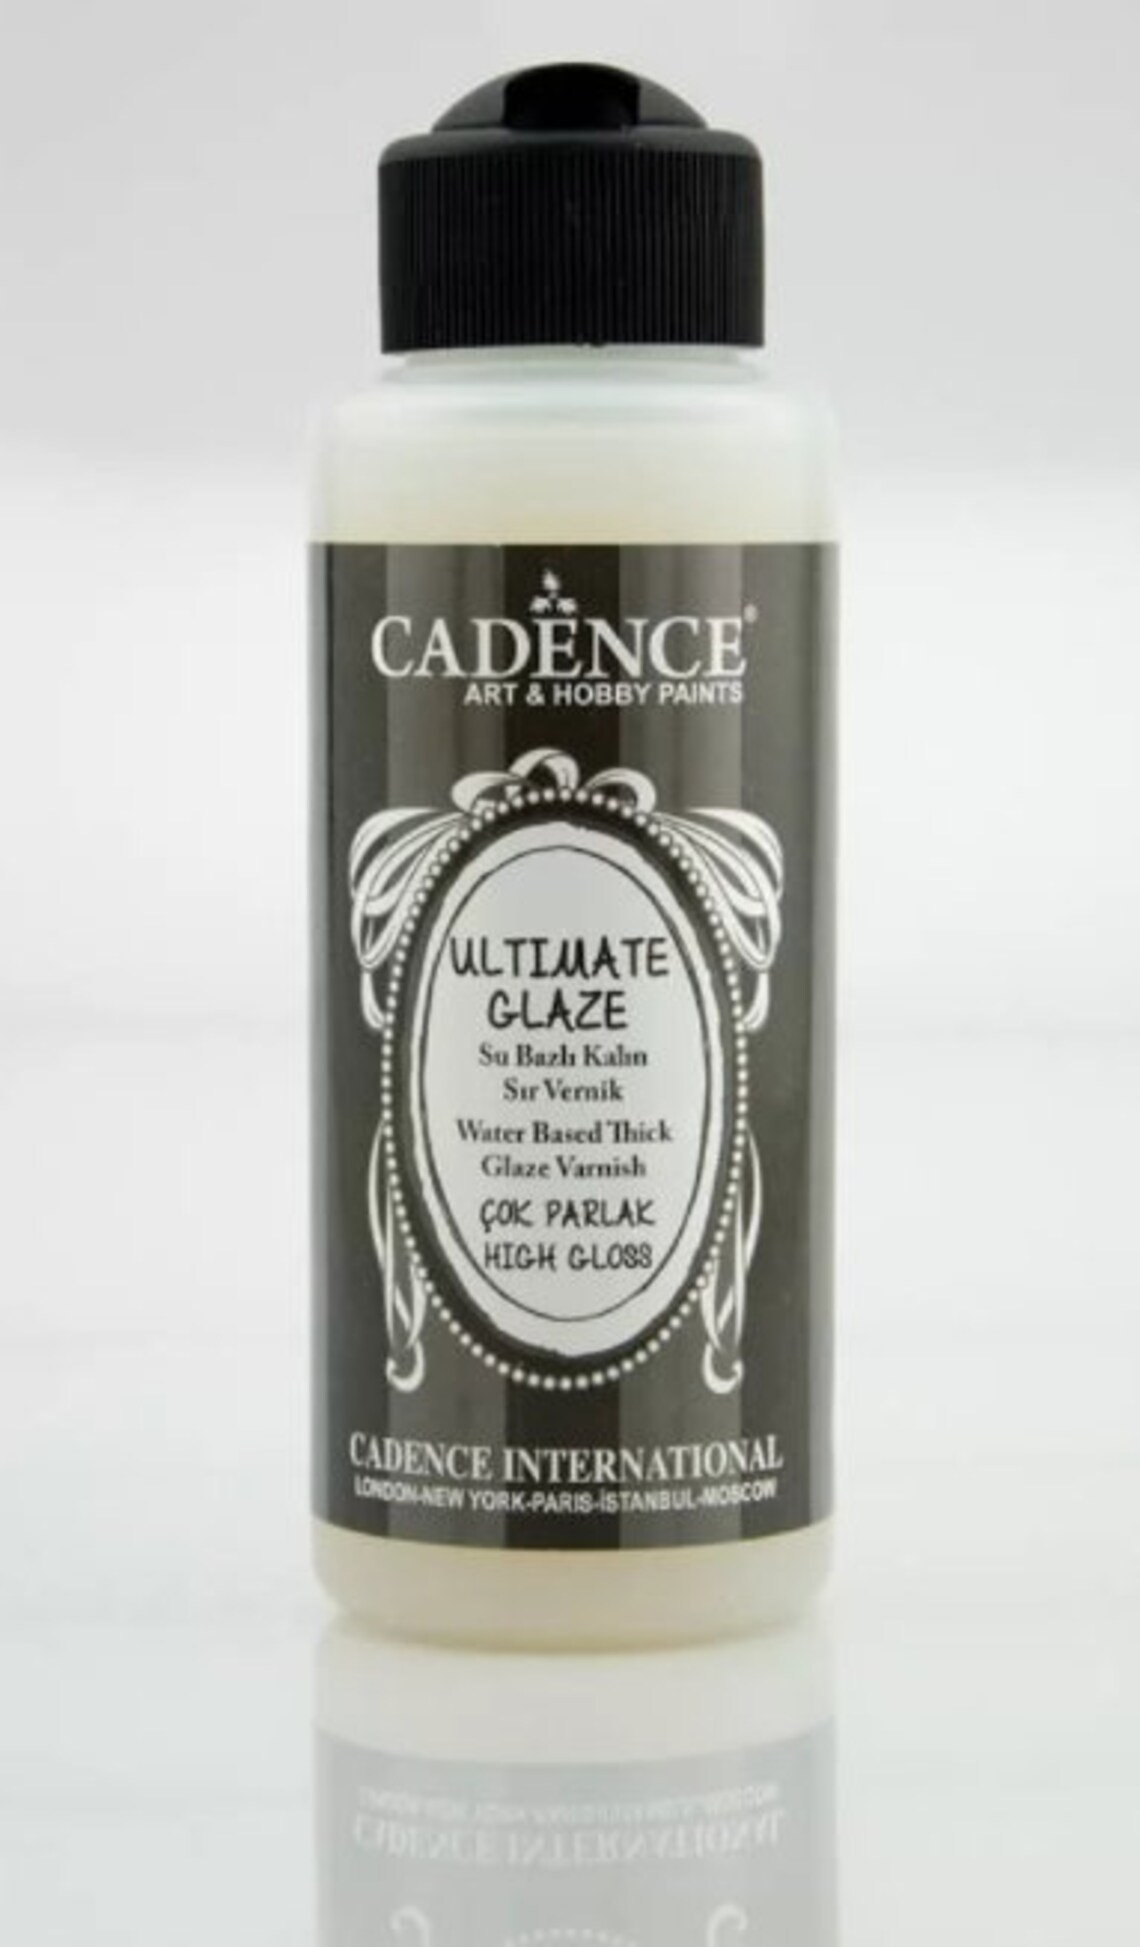 CADENCE®
ART & HOBBY PAINTS
ULTIMATE
GLAZE
Su Bazlı Kalın
Sır Vernik
Water Based Thick
Glaze Varnish
ÇOK PARLAK
HIGH GLOSS
CADENCE INTERNATIONAL
LONDON-NEW YORK-PARIS-İSTANBUL-MOSCOW